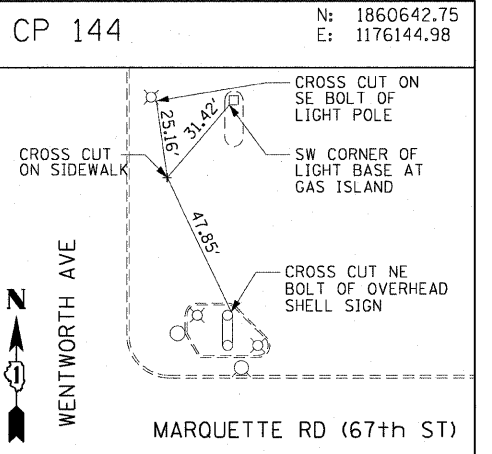 CP 144
N: 1860642.75
E: 1176144.98
CROSS CUT ON
SE BOLT OF
LIGHT POLE
25.16'
31.42'
CROSS CUT
ON SIDEWALK
SW CORNER OF
LIGHT BASE AT
GAS ISLAND
47.85'
CROSS CUT NE
BOLT OF OVERHEAD
SHELL SIGN
WENTWORTH AVE
N
1
MARQUETTE RD (67th ST)